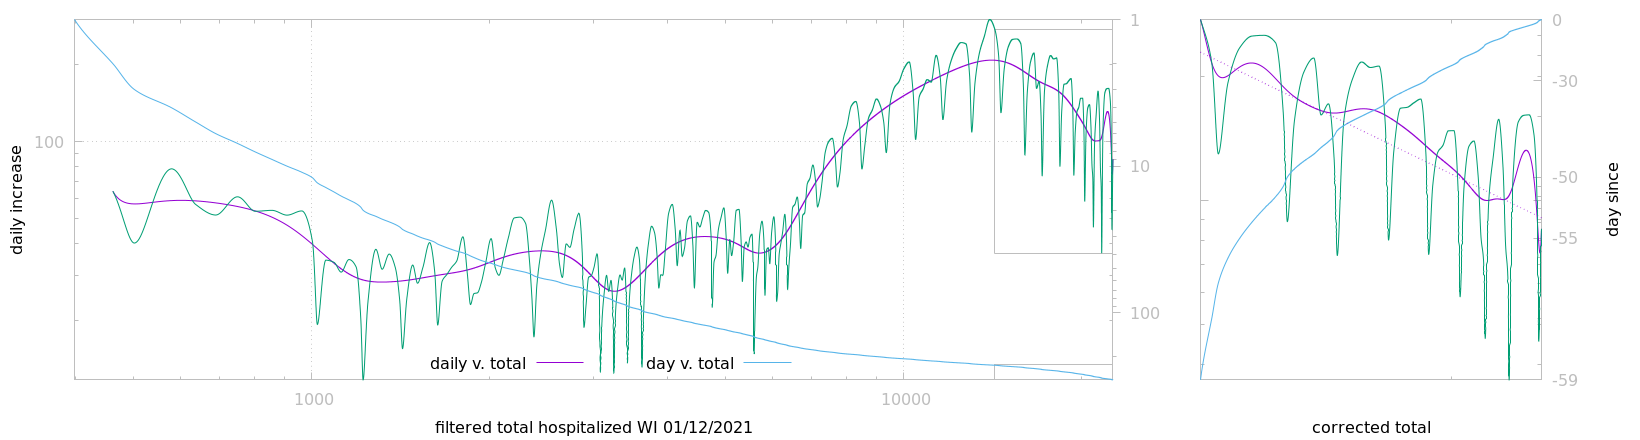 1
0
-30
100
daily increase
10
-50
day since
-55
100
daily v. total
day v. total
-59
1000
10000
filtered total hospitalized WI 01/12/2021
corrected total